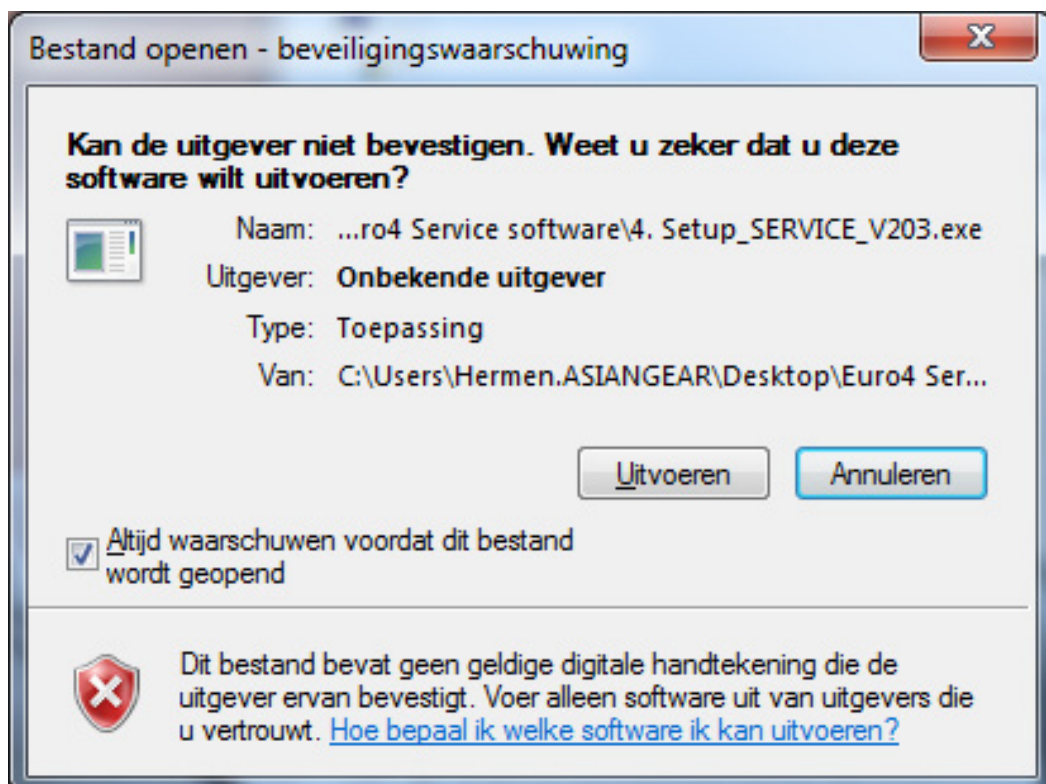 Bestand openen - beveiligingswaarschuwing
Kan de uitgever niet bevestigen. Weet u zeker dat u deze
software wilt uitvoeren?
Naam: ...ro4 Service software\4. Setup_SERVICE_V203.exe
Uitgever: Onbekende uitgever
Type: Toepassing
Van: C:\Users\Hermen.ASIANGEAR\Desktop\Euro4 Ser...
Uitvoeren Annuleren
Altijd waarschuwen voordat dit bestand
wordt geopend
Dit bestand bevat geen geldige digitale handtekening die de
uitgever ervan bevestigt. Voer alleen software uit van uitgevers die
u vertrouwt. Hoe bepaal ik welke software ik kan uitvoeren?